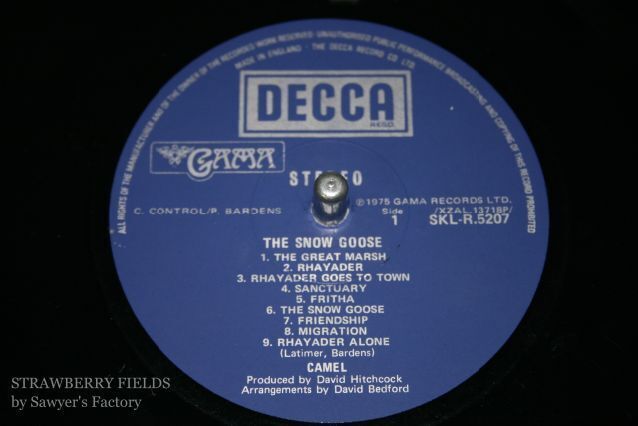 ALL RIGHTS OF THE MANUFACTURER AND OF THE OWNER OF THE RECORDED WORK RESERVED · UNAUTHORISED PUBLIC PERFORMANCE BROADCASTING AND COPYING OF THIS RECORD PROHIBITED
MADE IN ENGLAND · THE DECCA RECORD CO. LTD.
DECCA
REGD.
GAMA
STEREO
Ⓟ1975 GAMA RECORDS LTD.
C. CONTROL/P. BARDENS
Side 1
/XZAL.13718P/
SKL-R.5207
THE SNOW GOOSE
1. THE GREAT MARSH
2. RHAYADER
3. RHAYADER GOES TO TOWN
4. SANCTUARY
5. FRITHA
6. THE SNOW GOOSE
7. FRIENDSHIP
8. MIGRATION
9. RHAYADER ALONE
(Latimer, Bardens)
CAMEL
Produced by David Hitchcock
Arrangements by David Bedford
STRAWBERRY FIELDS
by Sawyer's Factory